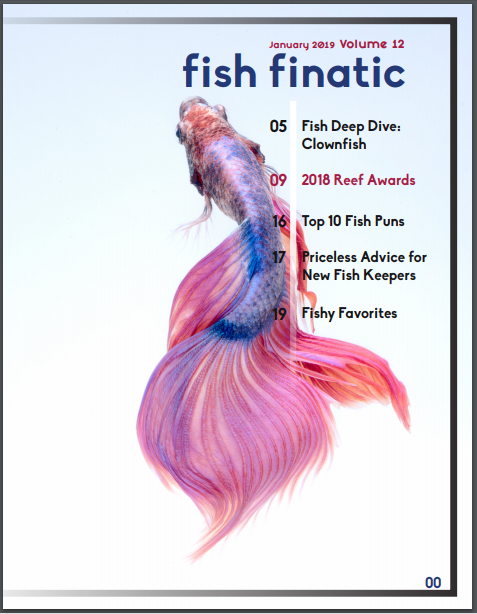 January 2019 Volume 12
fish finatic
05 Fish Deep Dive:
Clownfish
09 2018 Reef Awards
16 Top 10 Fish Puns
17 Priceless Advice for
New Fish Keepers
19 Fishy Favorites
00